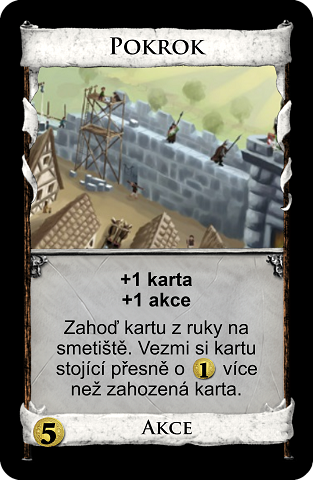 Pokrok
+1 karta
+1 akce
Zahoď kartu z ruky na
smetiště. Vezmi si kartu
stojící přesně o 1 více
než zahozená karta.
5
Akce